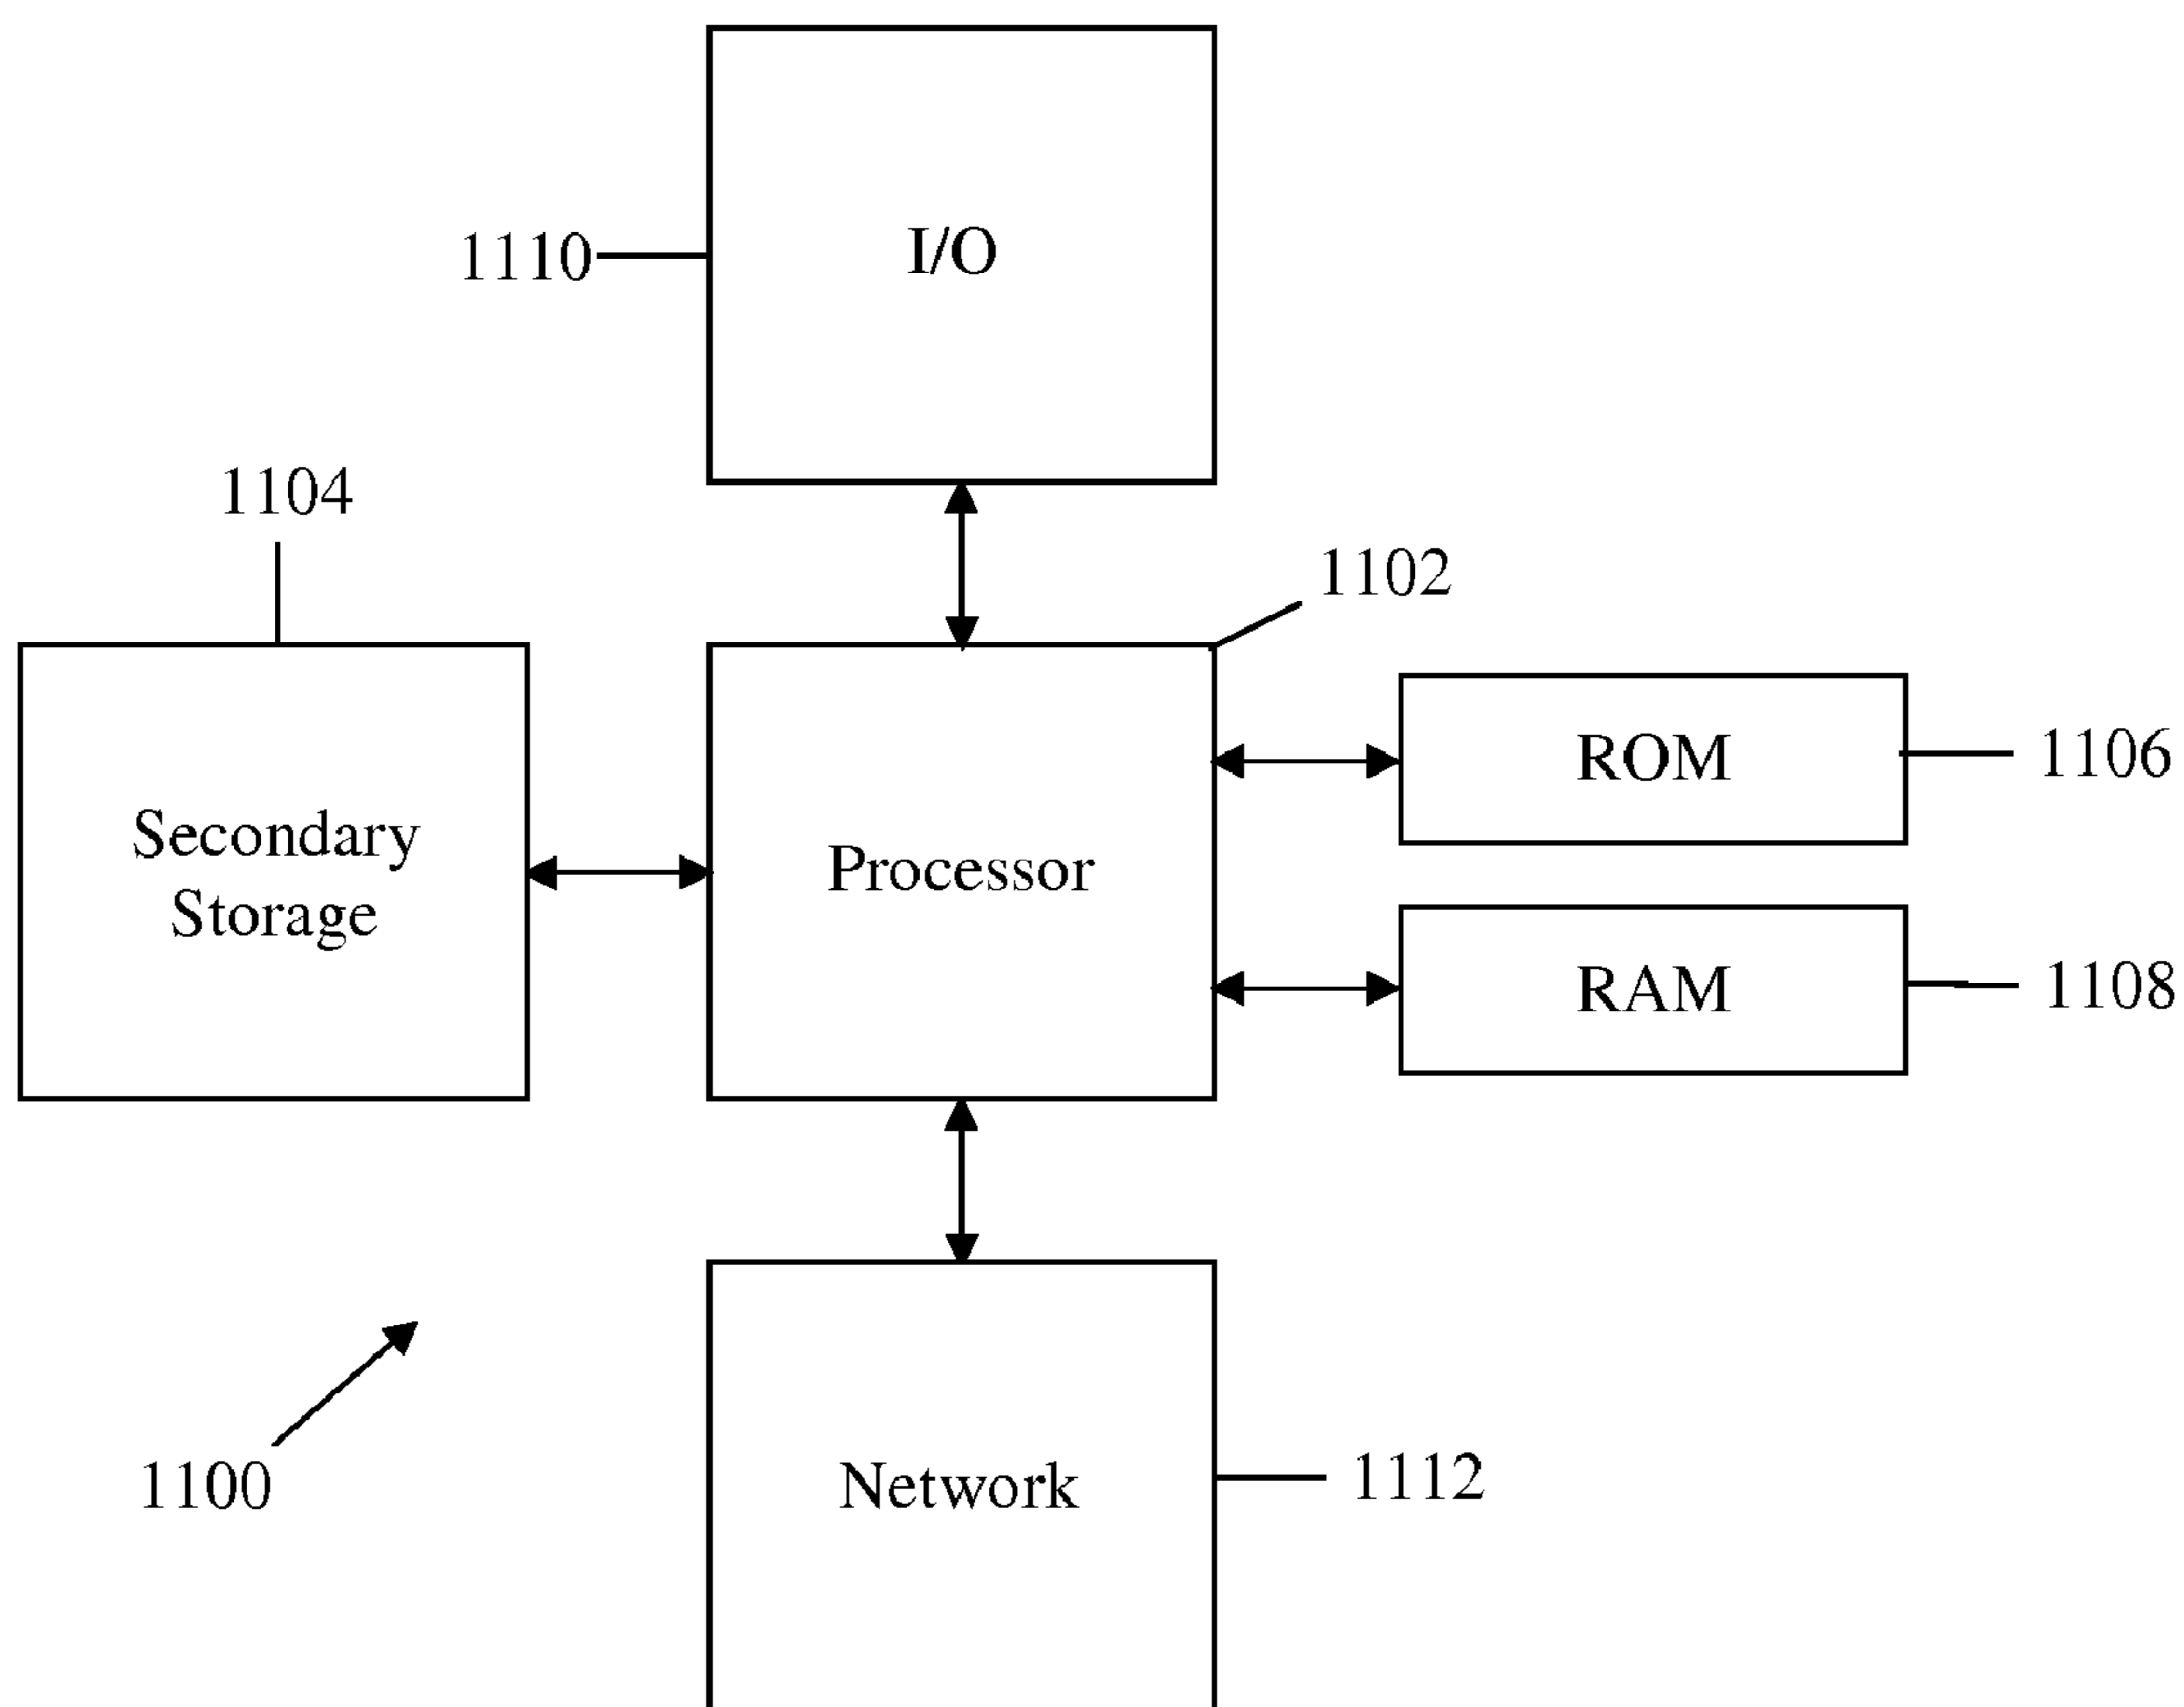 1110
I/O
1104
1102
ROM
1106
Secondary
Storage
Processor
RAM
1108
1100
Network
1112